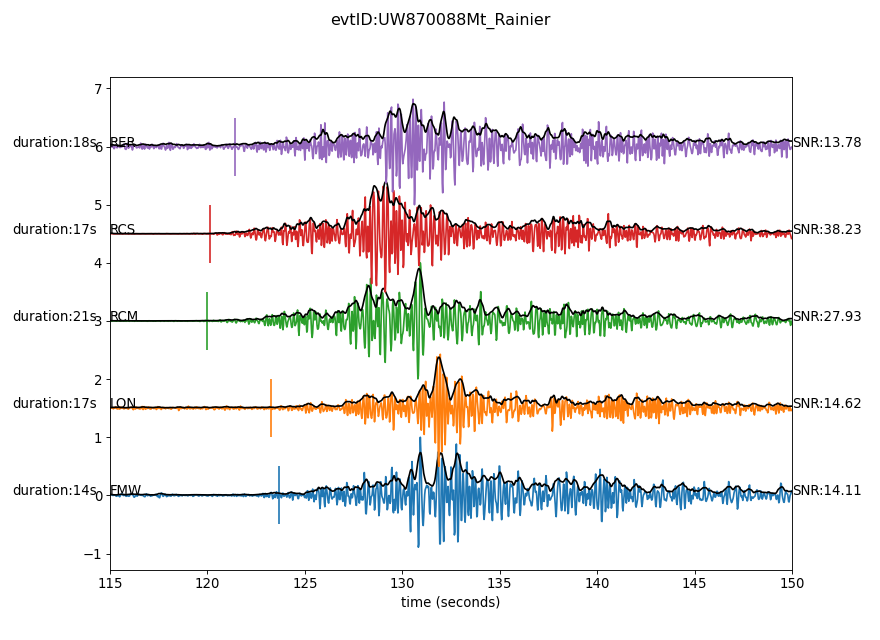 evtID:UW870088Mt_Rainier
7
duration:18s RER SNR:13.78
6
5
duration:17s RCS SNR:38.23
4
duration:21s RCM SNR:27.93
3
2
duration:17s LON SNR:14.62
1
duration:14s FMW SNR:14.11
0
−1
115 120 125 130 135 140 145 150
time (seconds)